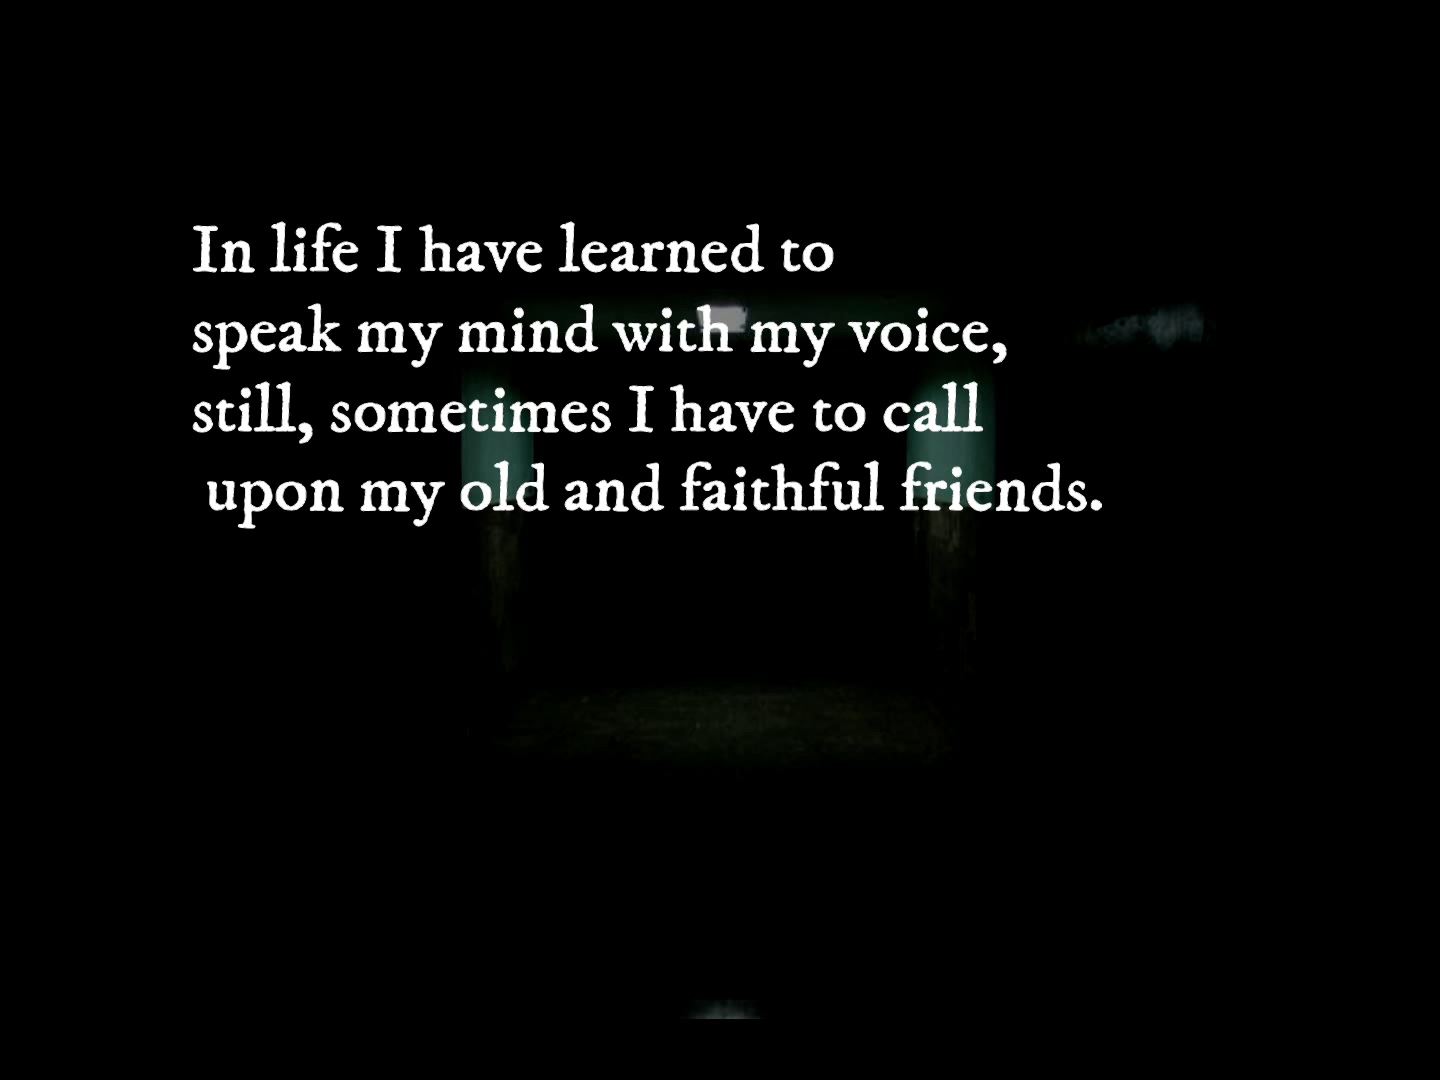 In life I have learned to
speak my mind with my voice,
still, sometimes I have to call
upon my old and faithful friends.